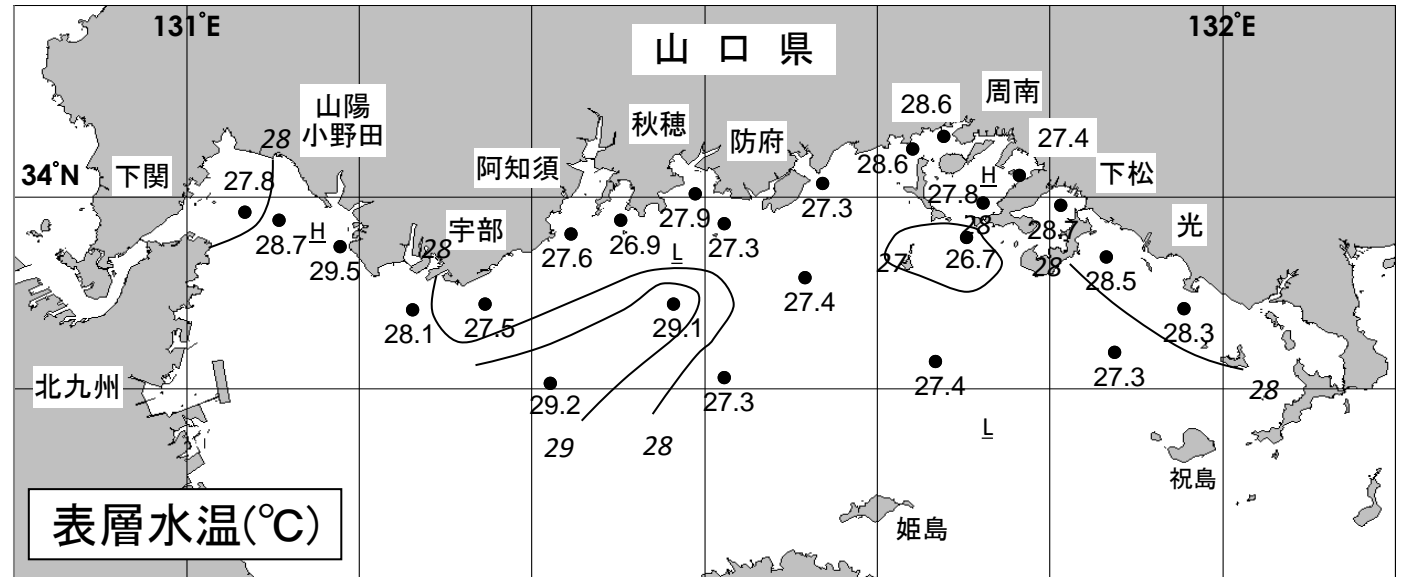 131°E
132°E
山 口 県
山陽
小野田
28
秋穂
防府
28.6
周南
27.4
34°N
下関
27.8
阿知須
28.6
下松
H
27.8
28.7
H
29.5
28
宇部
27.6
26.9
27.9
L
27.3
27.3
28
28.7
光
27
26.7
28
28.5
28.1
27.5
29.1
27.4
28.3
北九州
29.2
27.3
27.4
27.3
28
29
28
L
祝島
姫島
表層水温(℃)